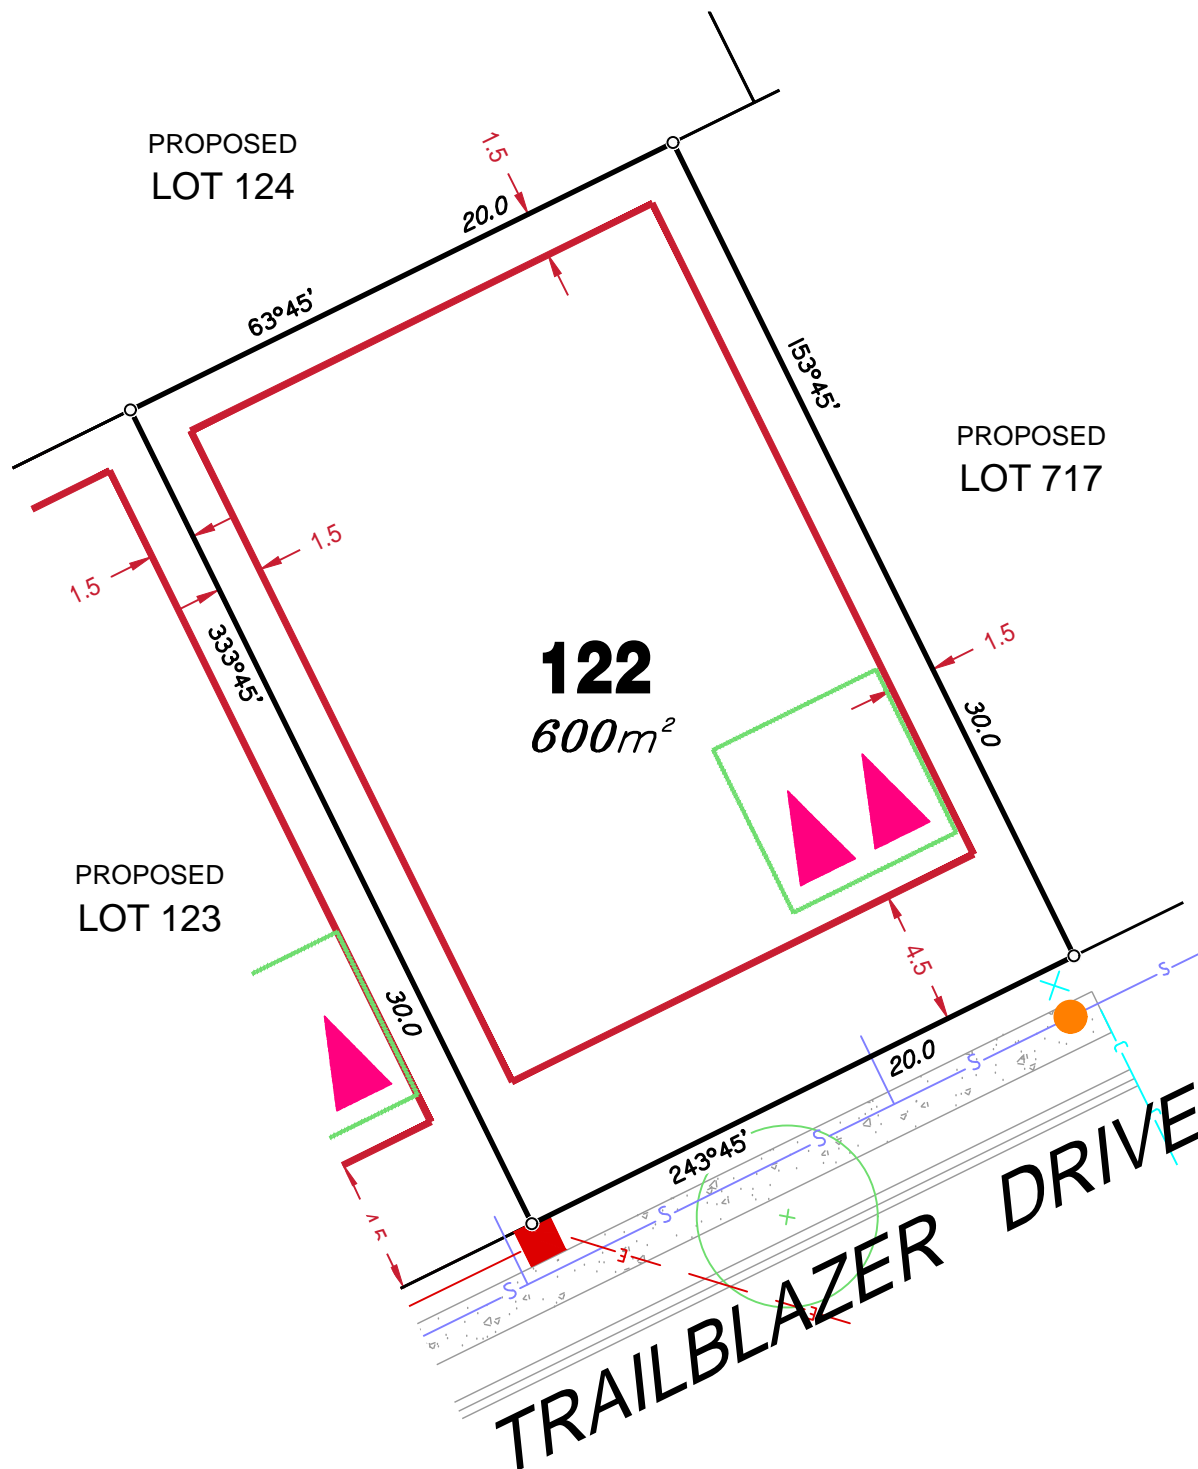 PROPOSED
LOT 124
1.5
20.0
63°45'
153°45'
PROPOSED
LOT 717
1.5
1.5
333°45'
1.5
122
600m²
30.0
PROPOSED
LOT 123
30.0
4.5
20.0
243°45'
4.5
S
S
S
S
S
E
E
TRAILBLAZER DRIVE